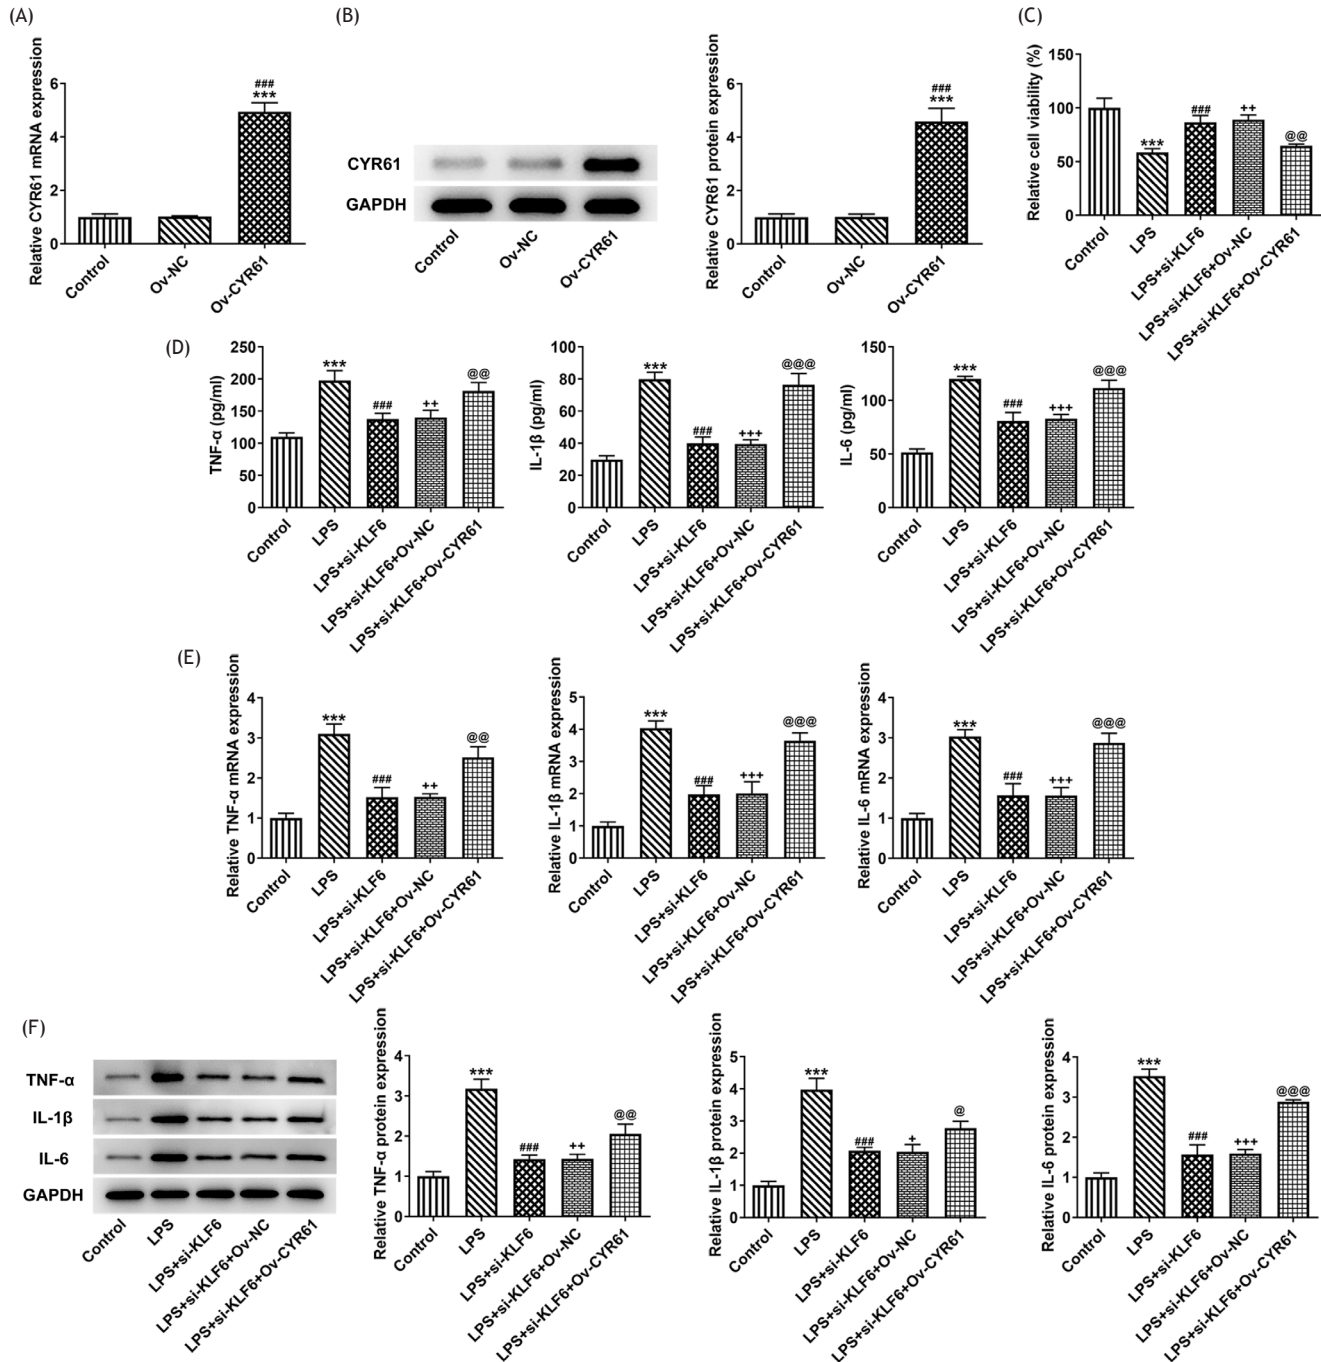 (A)
Relative CYR61 mRNA expression
6
4
2
0
###
***
Control
Ov-NC
Ov-CYR61
(B)
CYR61
GAPDH
Control
Ov-NC
Ov-CYR61
Relative CYR61 protein expression
6
4
2
0
###
***
Control
Ov-NC
Ov-CYR61
(C)
Relative cell viability (%)
150
100
50
0
***
###
++
@@
Control
LPS
LPS+si-KLF6
LPS+si-KLF6+Ov-NC
LPS+si-KLF6+Ov-CYR61
(D)
TNF-α (pg/ml)
250
200
150
100
50
0
***
###
++
@@
Control
LPS
LPS+si-KLF6
LPS+si-KLF6+Ov-NC
LPS+si-KLF6+Ov-CYR61
IL-1β (pg/ml)
100
80
60
40
20
0
***
###
+++
@@@
Control
LPS
LPS+si-KLF6
LPS+si-KLF6+Ov-NC
LPS+si-KLF6+Ov-CYR61
IL-6 (pg/ml)
150
100
50
0
***
###
+++
@@@
Control
LPS
LPS+si-KLF6
LPS+si-KLF6+Ov-NC
LPS+si-KLF6+Ov-CYR61
(E)
Relative TNF-α mRNA expression
4
3
2
1
0
***
###
++
@@
Control
LPS
LPS+si-KLF6
LPS+si-KLF6+Ov-NC
LPS+si-KLF6+Ov-CYR61
Relative IL-1β mRNA expression
5
4
3
2
1
0
***
###
+++
@@@
Control
LPS
LPS+si-KLF6
LPS+si-KLF6+Ov-NC
LPS+si-KLF6+Ov-CYR61
Relative IL-6 mRNA expression
4
3
2
1
0
***
###
+++
@@@
Control
LPS
LPS+si-KLF6
LPS+si-KLF6+Ov-NC
LPS+si-KLF6+Ov-CYR61
(F)
TNF-α
IL-1β
IL-6
GAPDH
Control
LPS
LPS+si-KLF6
LPS+si-KLF6+Ov-NC
LPS+si-KLF6+Ov-CYR61
Relative TNF-α protein expression
4
3
2
1
0
***
###
++
@@
Control
LPS
LPS+si-KLF6
LPS+si-KLF6+Ov-NC
LPS+si-KLF6+Ov-CYR61
Relative IL-1β protein expression
5
4
3
2
1
0
***
###
+
@
Control
LPS
LPS+si-KLF6
LPS+si-KLF6+Ov-NC
LPS+si-KLF6+Ov-CYR61
Relative IL-6 protein expression
4
3
2
1
0
***
###
+++
@@@
Control
LPS
LPS+si-KLF6
LPS+si-KLF6+Ov-NC
LPS+si-KLF6+Ov-CYR61